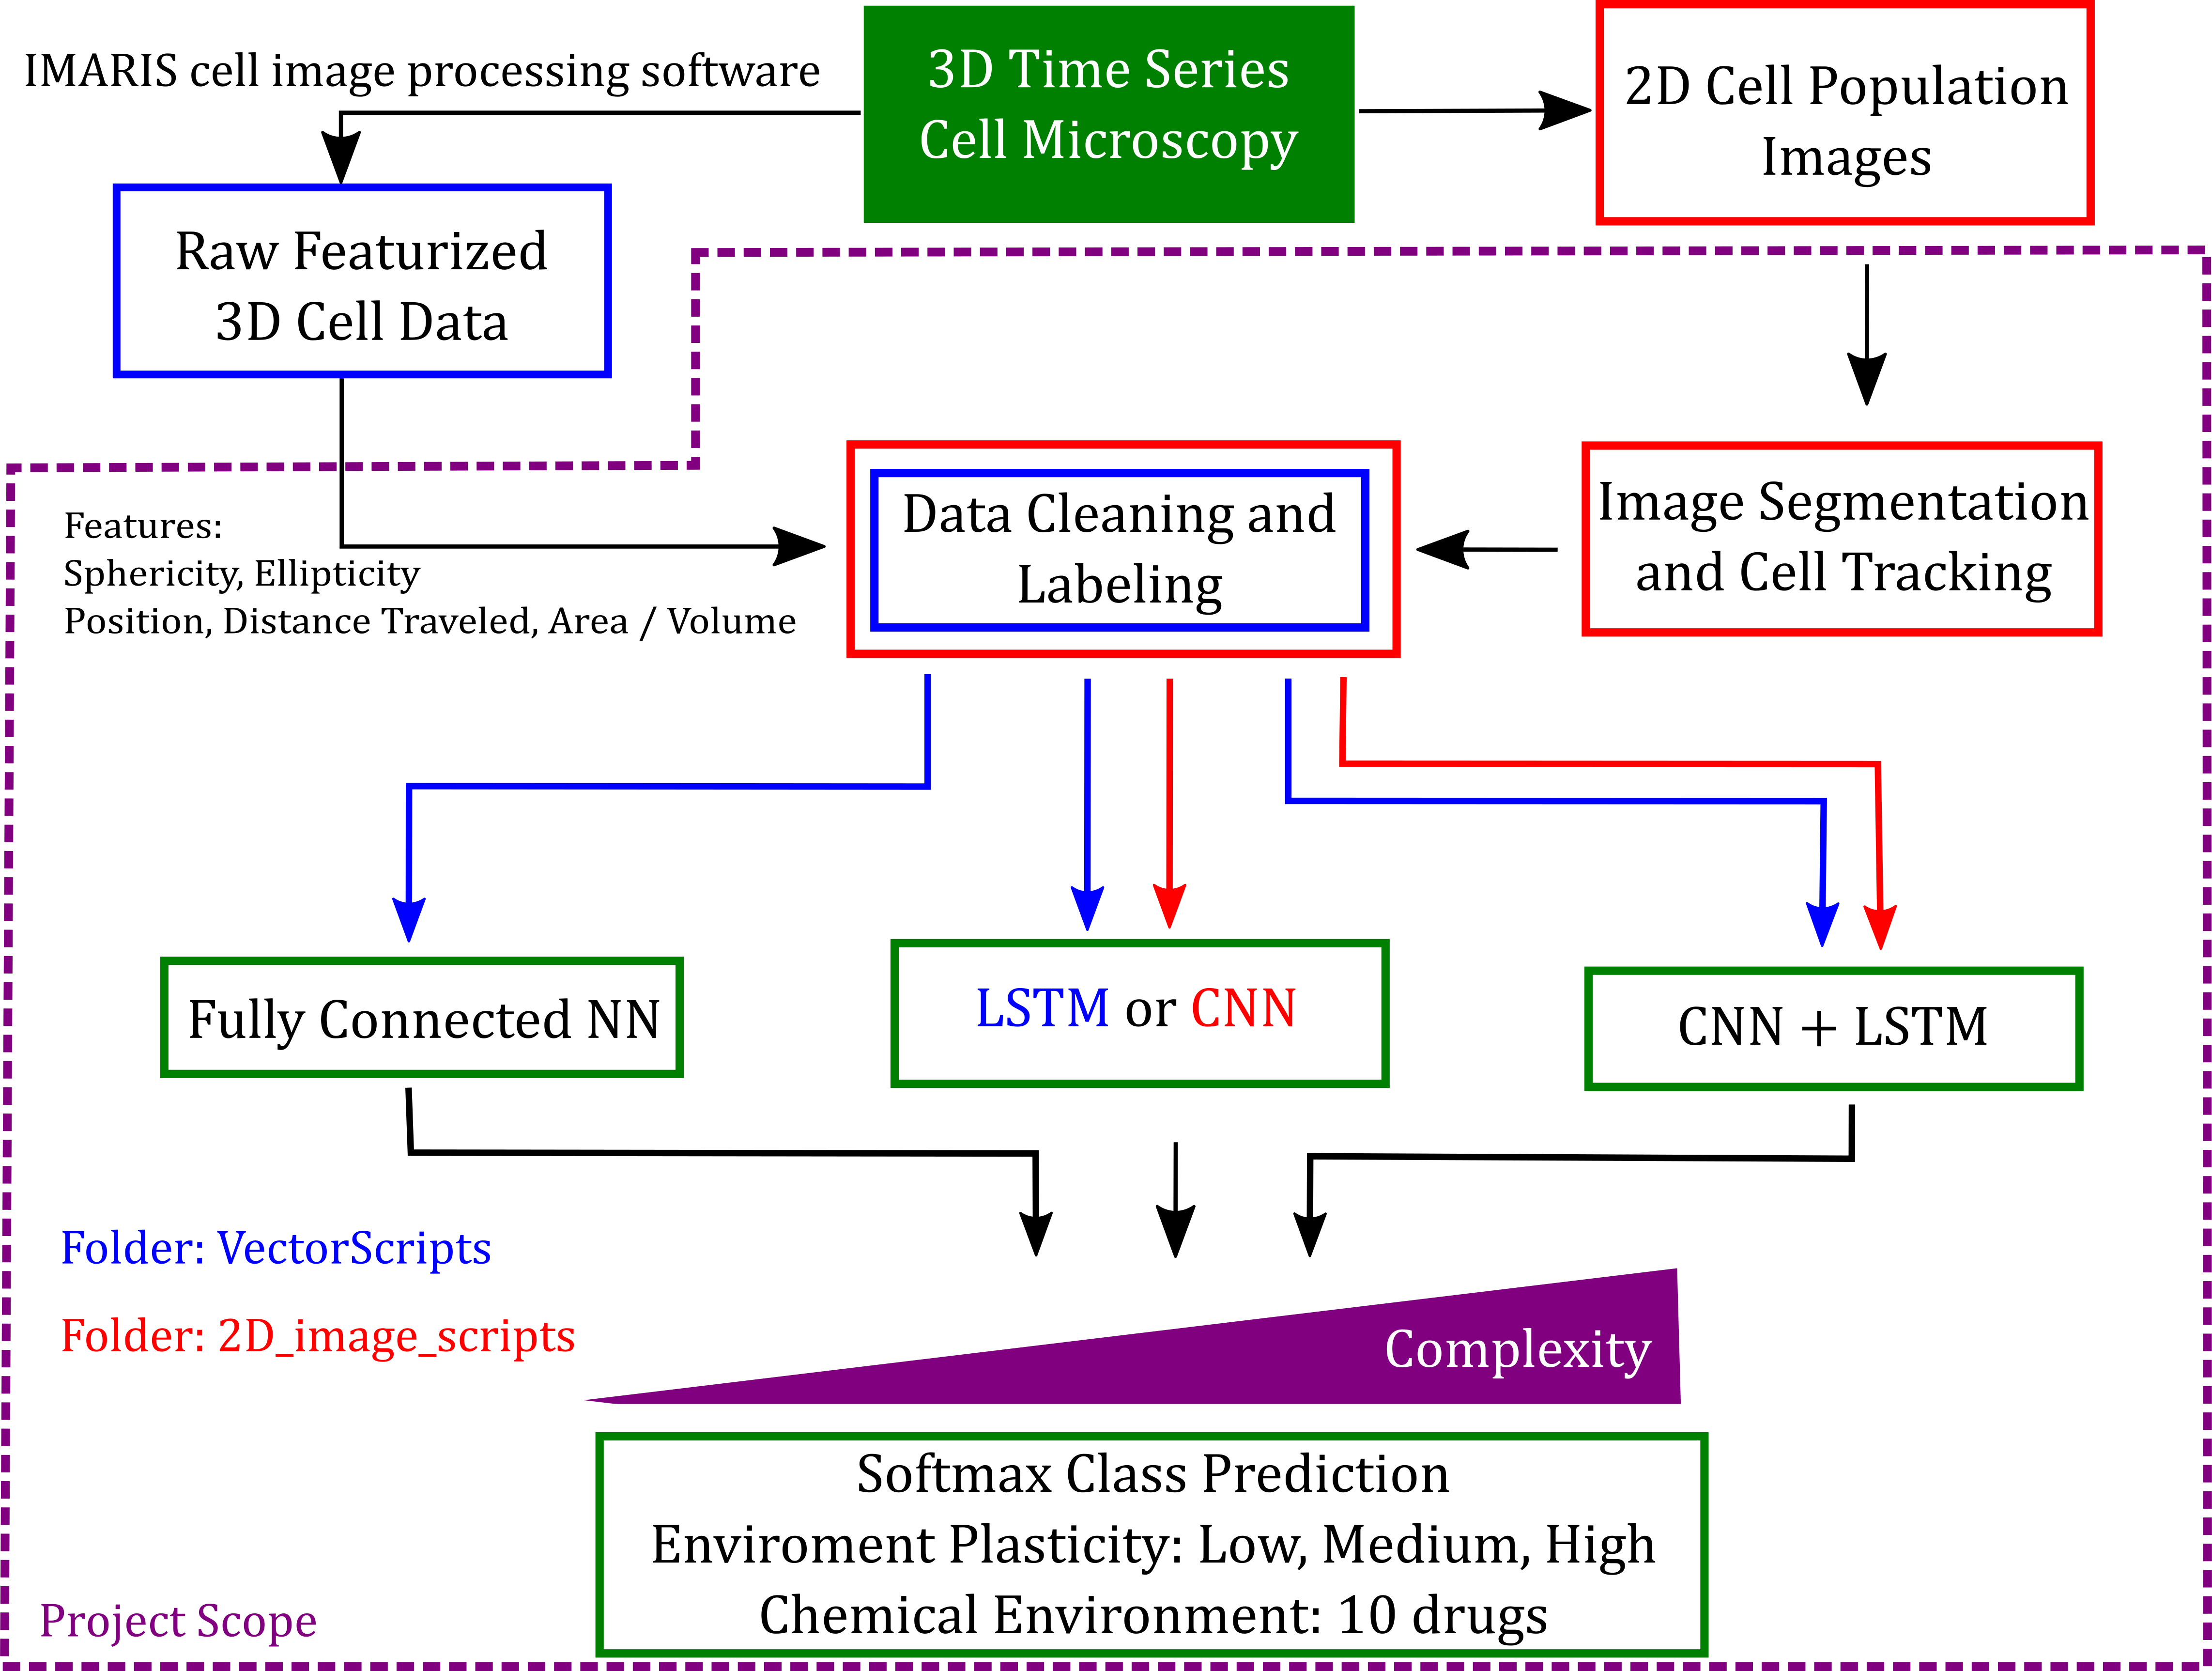 IMARIS cell image processing software
3D Time Series
Cell Microscopy
2D Cell Population
Images
Raw Featurized
3D Cell Data
Features:
Sphericity, Ellipticity
Position, Distance Traveled, Area / Volume
Data Cleaning and
Labeling
Image Segmentation
and Cell Tracking
Fully Connected NN
LSTM or CNN
CNN + LSTM
Folder: VectorScripts
Folder: 2D_image_scripts
Complexity
Softmax Class Prediction
Enviroment Plasticity: Low, Medium, High
Chemical Environment: 10 drugs
Project Scope